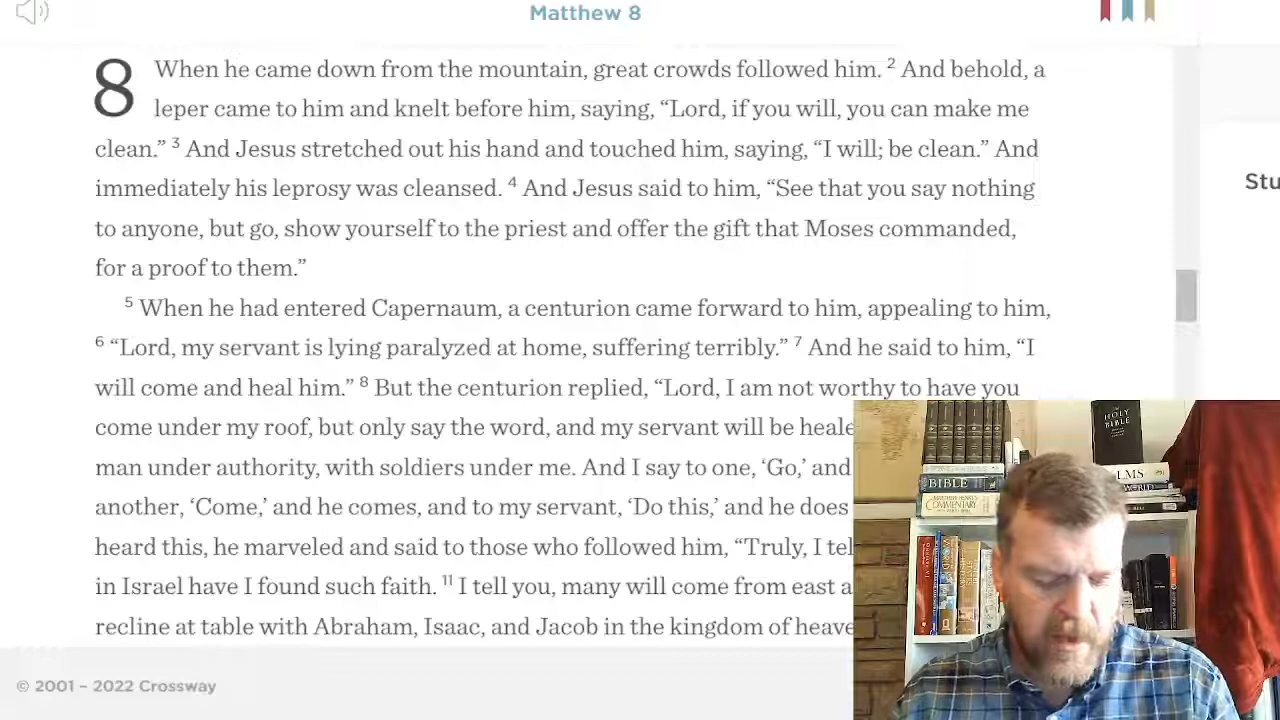 Matthew 8
8 When he came down from the mountain, great crowds followed him. 2 And behold, a
leper came to him and knelt before him, saying, “Lord, if you will, you can make me
clean.” 3 And Jesus stretched out his hand and touched him, saying, “I will; be clean.” And
immediately his leprosy was cleansed. 4 And Jesus said to him, “See that you say nothing
to anyone, but go, show yourself to the priest and offer the gift that Moses commanded,
for a proof to them.”
5 When he had entered Capernaum, a centurion came forward to him, appealing to him,
6 “Lord, my servant is lying paralyzed at home, suffering terribly.” 7 And he said to him, “I
will come and heal him.” 8 But the centurion replied, “Lord, I am not worthy to have you
come under my roof, but only say the word, and my servant will be heale
man under authority, with soldiers under me. And I say to one, ‘Go,’ and
another, ‘Come,’ and he comes, and to my servant, ‘Do this,’ and he does
heard this, he marveled and said to those who followed him, “Truly, I tel
in Israel have I found such faith. 11 I tell you, many will come from east a
recline at table with Abraham, Isaac, and Jacob in the kingdom of heave
© 2001 – 2022 Crossway
Stu
HOLY
BIBLE
BIBLE
LMS
COMMENTARY